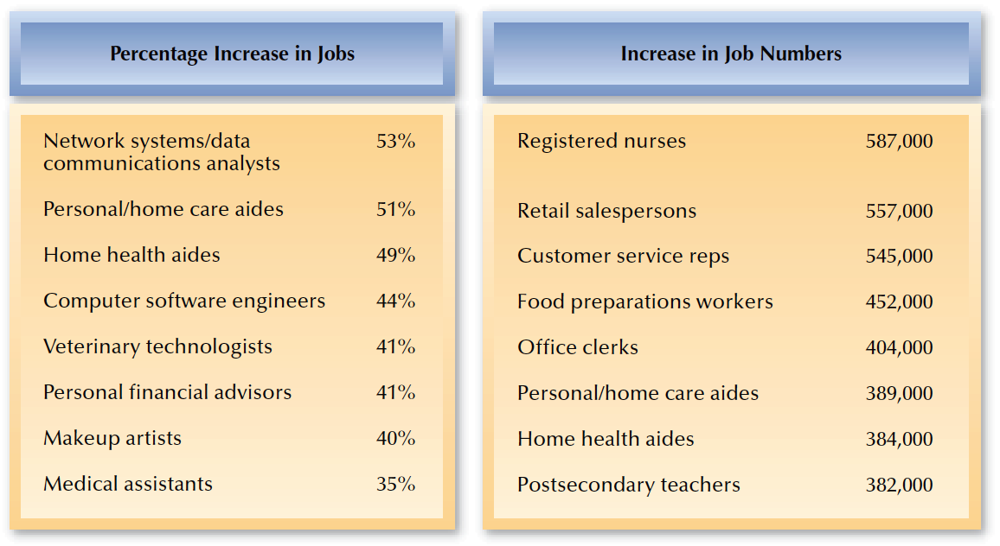 Percentage Increase in Jobs
Network systems/data 53%
communications analysts
Personal/home care aides 51%
Home health aides 49%
Computer software engineers 44%
Veterinary technologists 41%
Personal financial advisors 41%
Makeup artists 40%
Medical assistants 35%
Increase in Job Numbers
Registered nurses 587,000
Retail salespersons 557,000
Customer service reps 545,000
Food preparations workers 452,000
Office clerks 404,000
Personal/home care aides 389,000
Home health aides 384,000
Postsecondary teachers 382,000